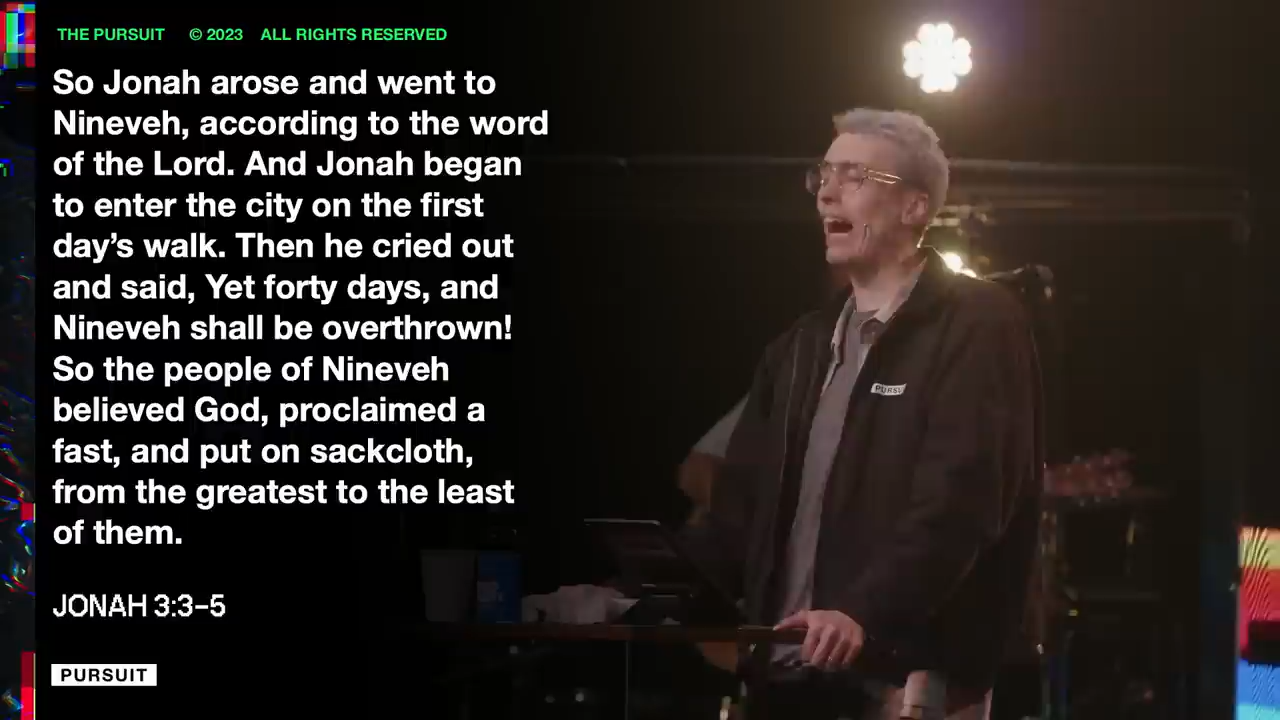 THE PURSUIT © 2023 ALL RIGHTS RESERVED
So Jonah arose and went to
Nineveh, according to the word
of the Lord. And Jonah began
to enter the city on the first
day’s walk. Then he cried out
and said, Yet forty days, and
Nineveh shall be overthrown!
So the people of Nineveh
believed God, proclaimed a
fast, and put on sackcloth,
from the greatest to the least
of them.
JONAH 3:3–5
PURSUIT